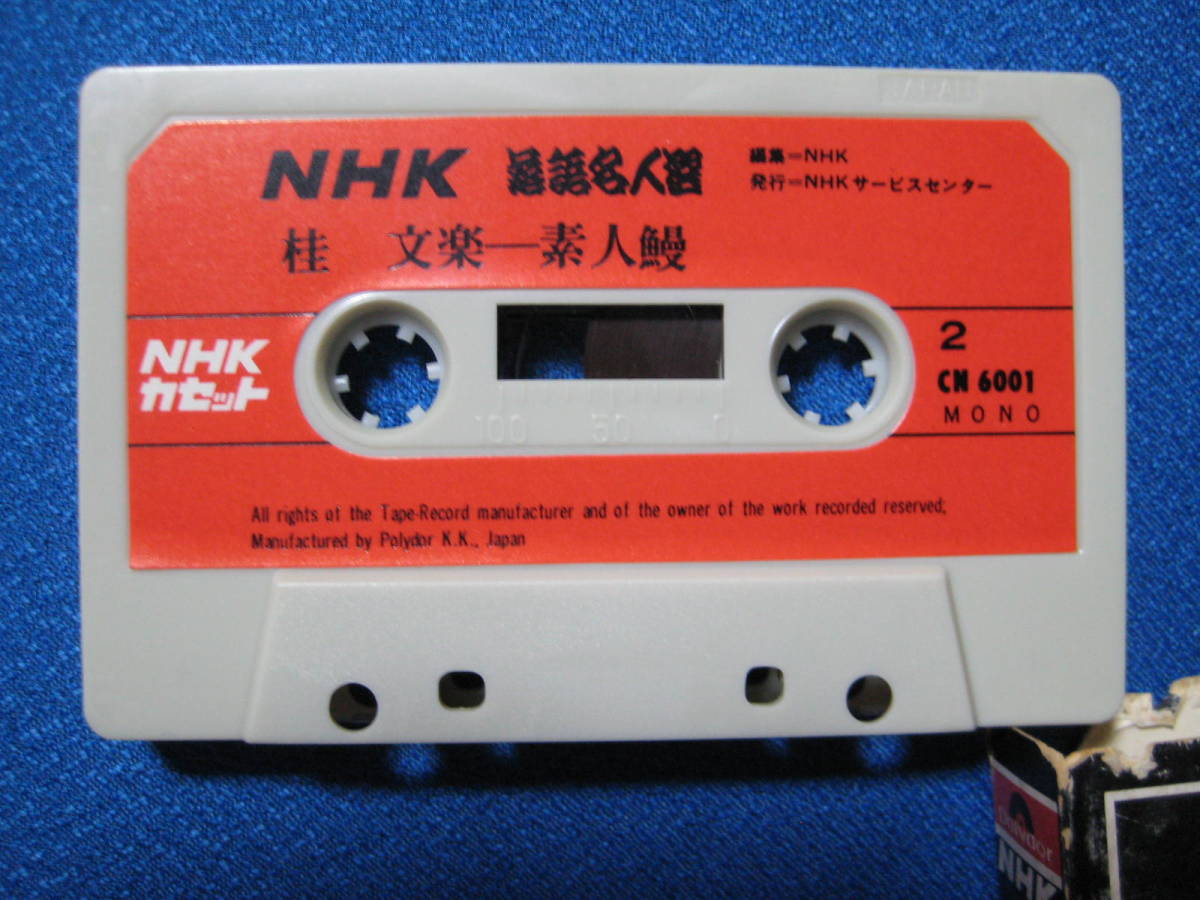 JAPAN
NHK 落語名人選
編集=NHK
発行=NHKサービスセンター
桂 文楽—素人鰻
NHK
カセット
2
CN 6001
MONO
100 50 0
All rights of the Tape-Record manufacturer and of the owner of the work recorded reserved;
Manufactured by Polydor K.K., Japan
Polydor
NHK